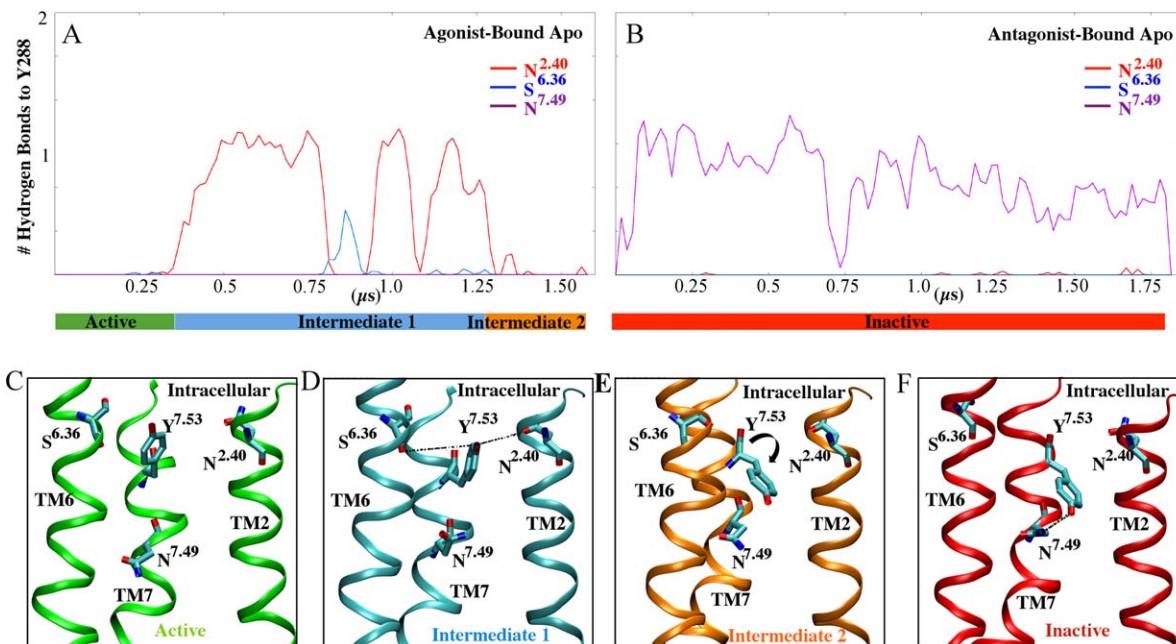 A
Agonist-Bound Apo
N2.40
S6.36
N7.49
# Hydrogen Bonds to Y288
2
1
0.25 0.5 0.75 1.0 1.25 1.50
(µs)
Active Intermediate 1 Intermediate 2
B
Antagonist-Bound Apo
N2.40
S6.36
N7.49
0.25 0.5 0.75 1.0 1.25 1.5 1.75
(µs)
Inactive
C
Intracellular
S6.36
Y7.53
N2.40
TM6
TM2
N7.49
TM7
Active
D
Intracellular
S6.36
Y7.53
N2.40
TM6
TM2
N7.49
TM7
Intermediate 1
E
Intracellular
S6.36
Y7.53
N2.40
TM6
TM2
N7.49
TM7
Intermediate 2
F
Intracellular
S6.36
Y7.53
N2.40
TM6
TM2
N7.49
TM7
Inactive